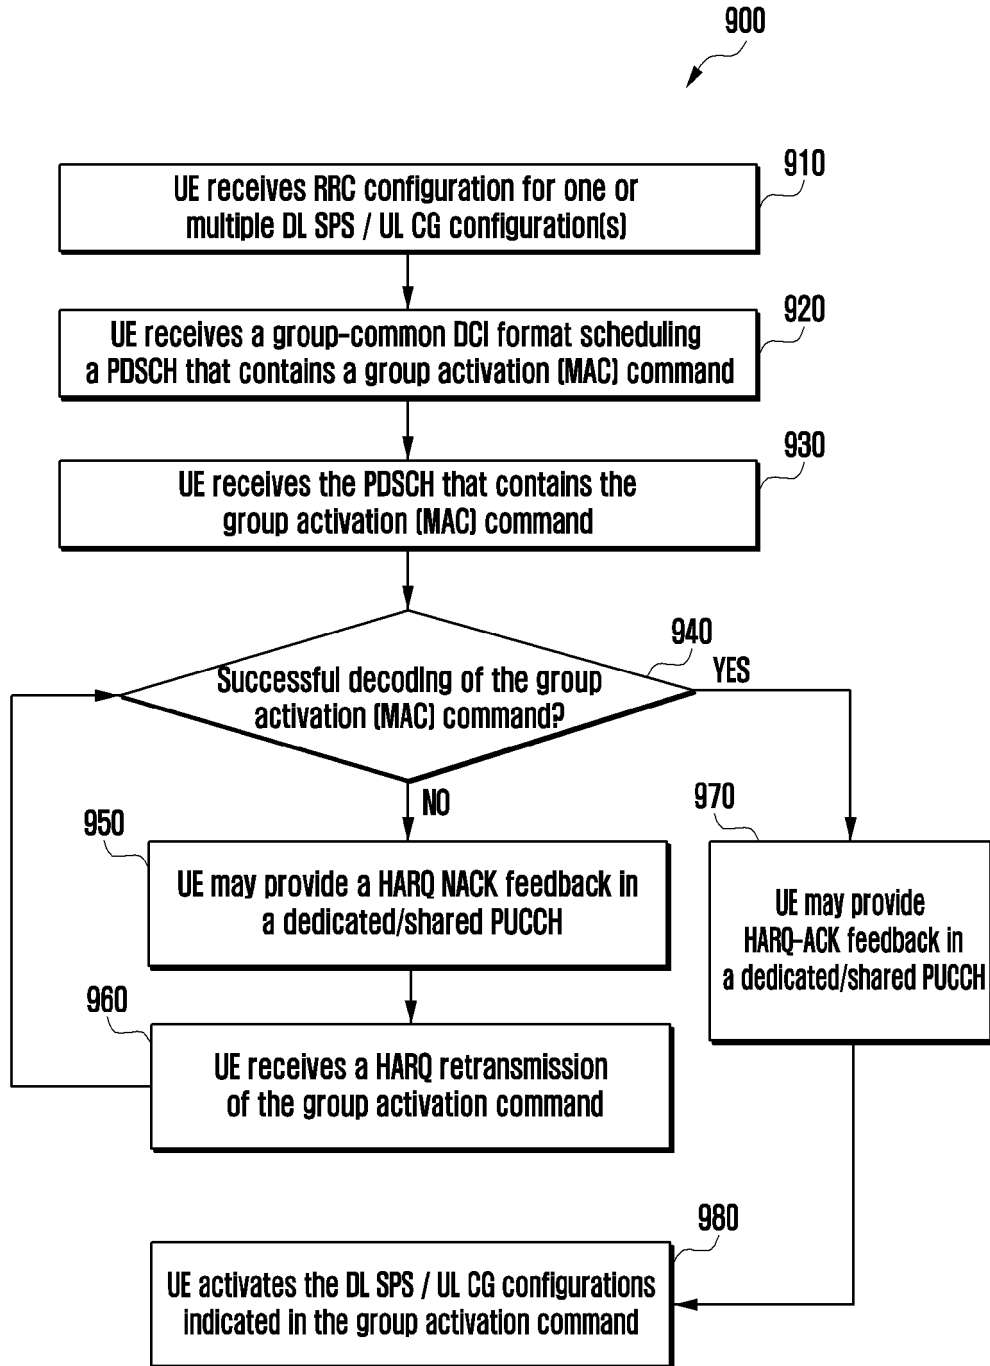 900
910
UE receives RRC configuration for one or
multiple DL SPS / UL CG configuration(s)
920
UE receives a group-common DCI format scheduling
a PDSCH that contains a group activation (MAC) command
930
UE receives the PDSCH that contains the
group activation (MAC) command
940
Successful decoding of the group
activation (MAC) command?
YES
NO
950
UE may provide a HARQ NACK feedback in
a dedicated/shared PUCCH
970
UE may provide
HARQ-ACK feedback in
a dedicated/shared PUCCH
960
UE receives a HARQ retransmission
of the group activation command
980
UE activates the DL SPS / UL CG configurations
indicated in the group activation command